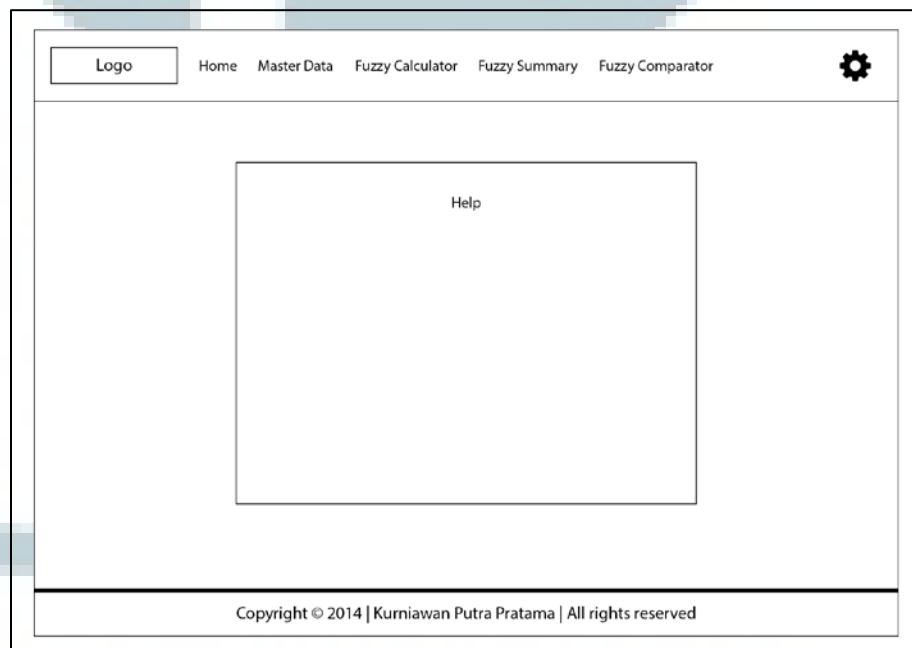 Logo Home Master Data Fuzzy Calculator Fuzzy Summary Fuzzy Comparator
Help
Copyright © 2014 | Kurniawan Putra Pratama | All rights reserved